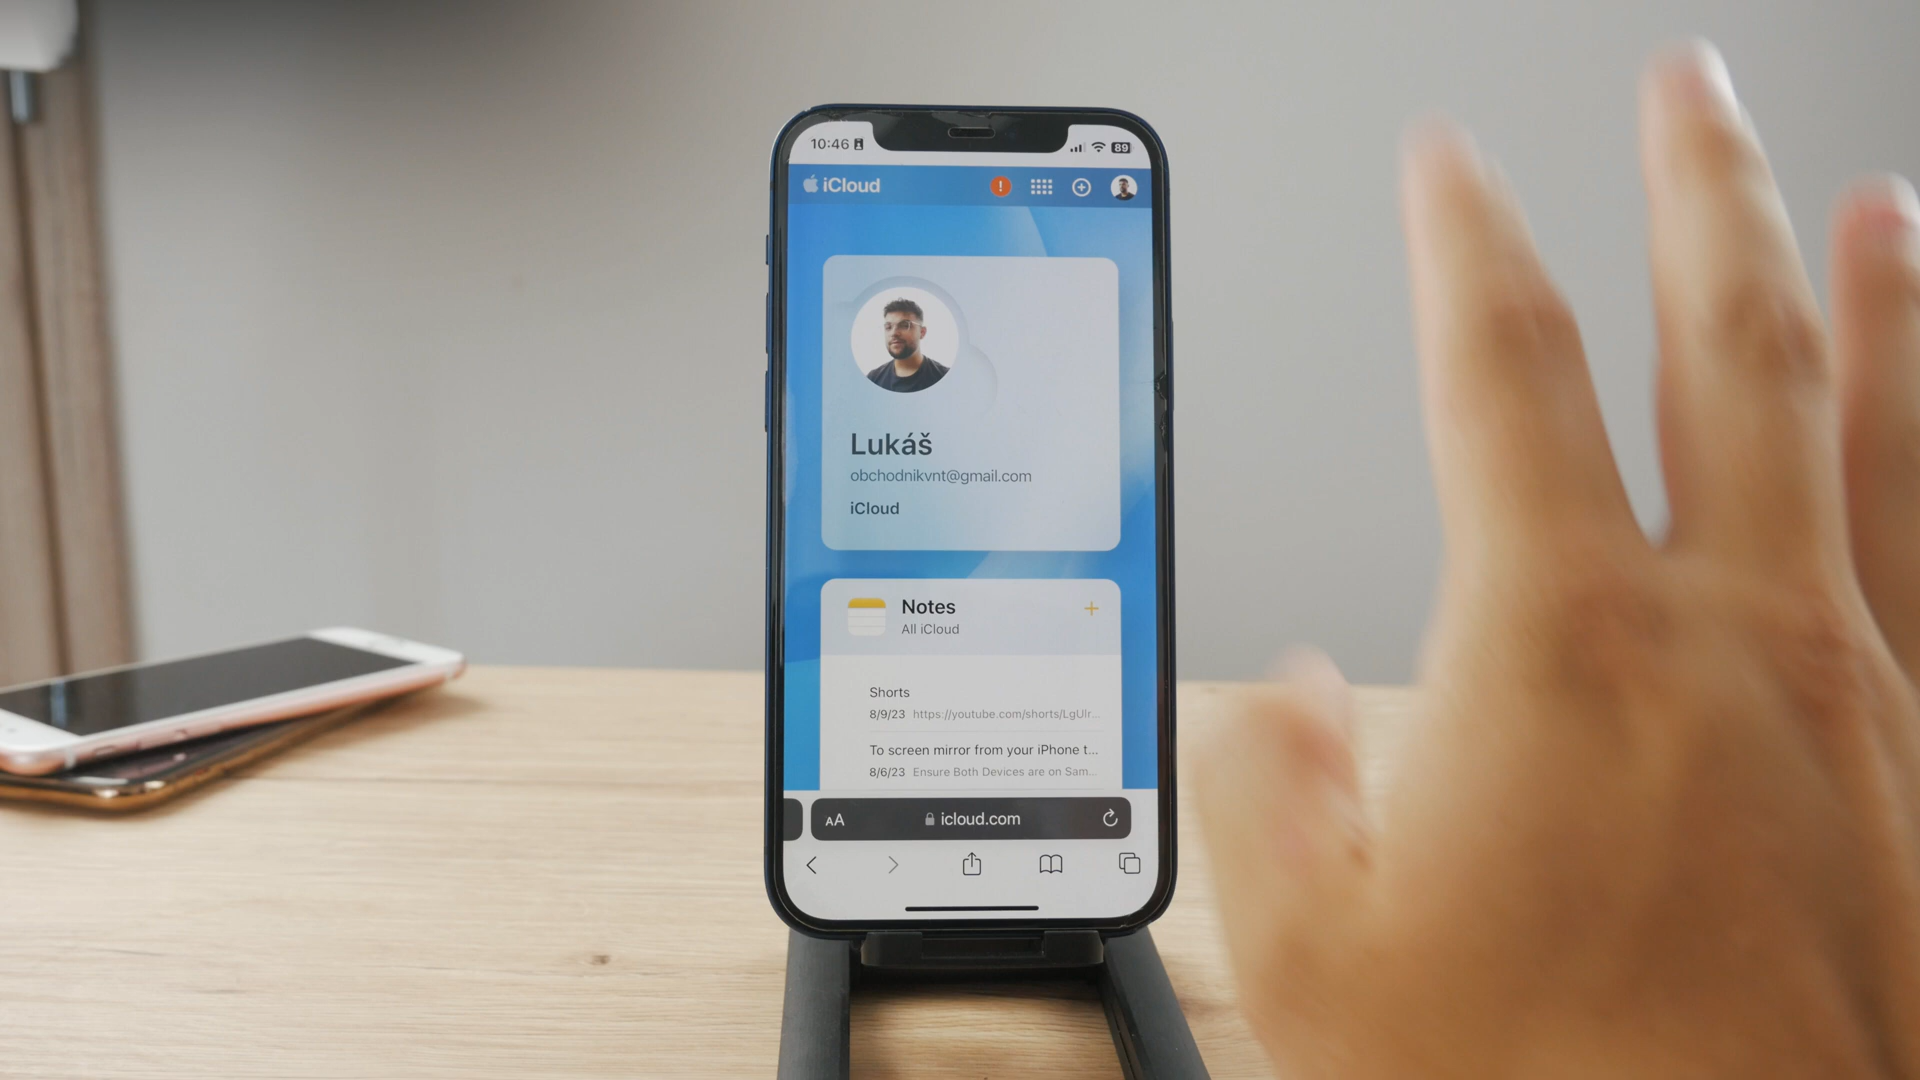 10:46
89
iCloud
Lukáš
obchodnikvnt@gmail.com
iCloud
Notes
All iCloud
Shorts
8/9/23 https://youtube.com/shorts/LgUIr...
To screen mirror from your iPhone t...
8/6/23 Ensure Both Devices are on Sam...
AA icloud.com